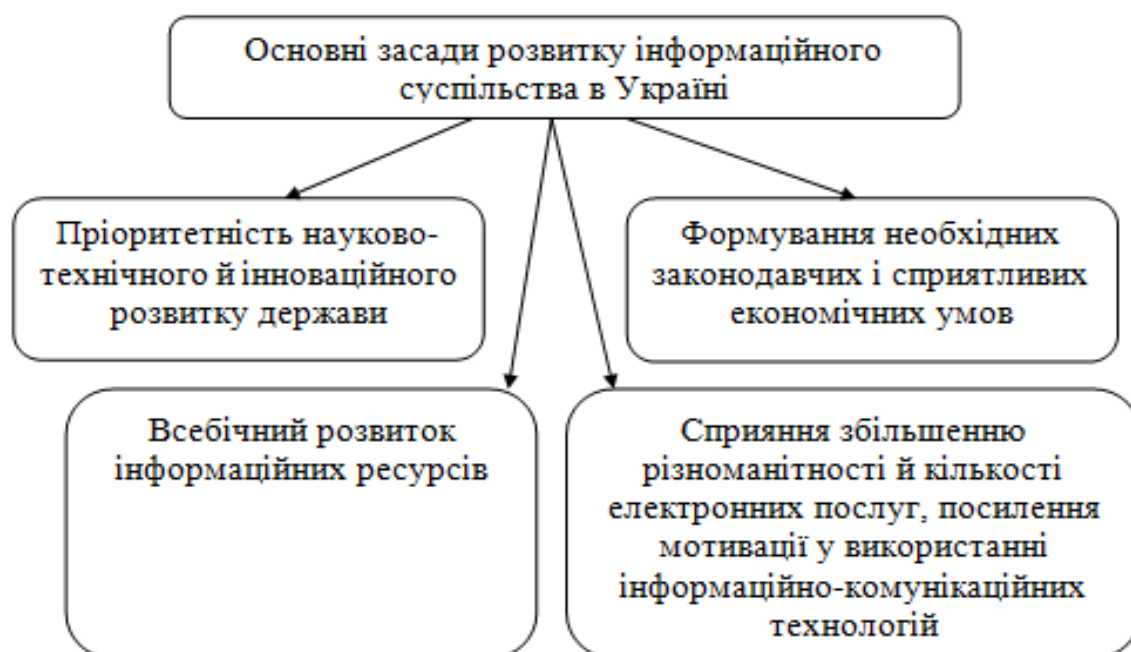 Основні засади розвитку інформаційного
суспільства в Україні
Пріоритетність науково-
технічного й інноваційного
розвитку держави
Формування необхідних
законодавчих і сприятливих
економічних умов
Всебічний розвиток
інформаційних ресурсів
Сприяння збільшенню
різноманітності й кількості
електронних послуг, посилення
мотивації у використанні
інформаційно-комунікаційних
технологій